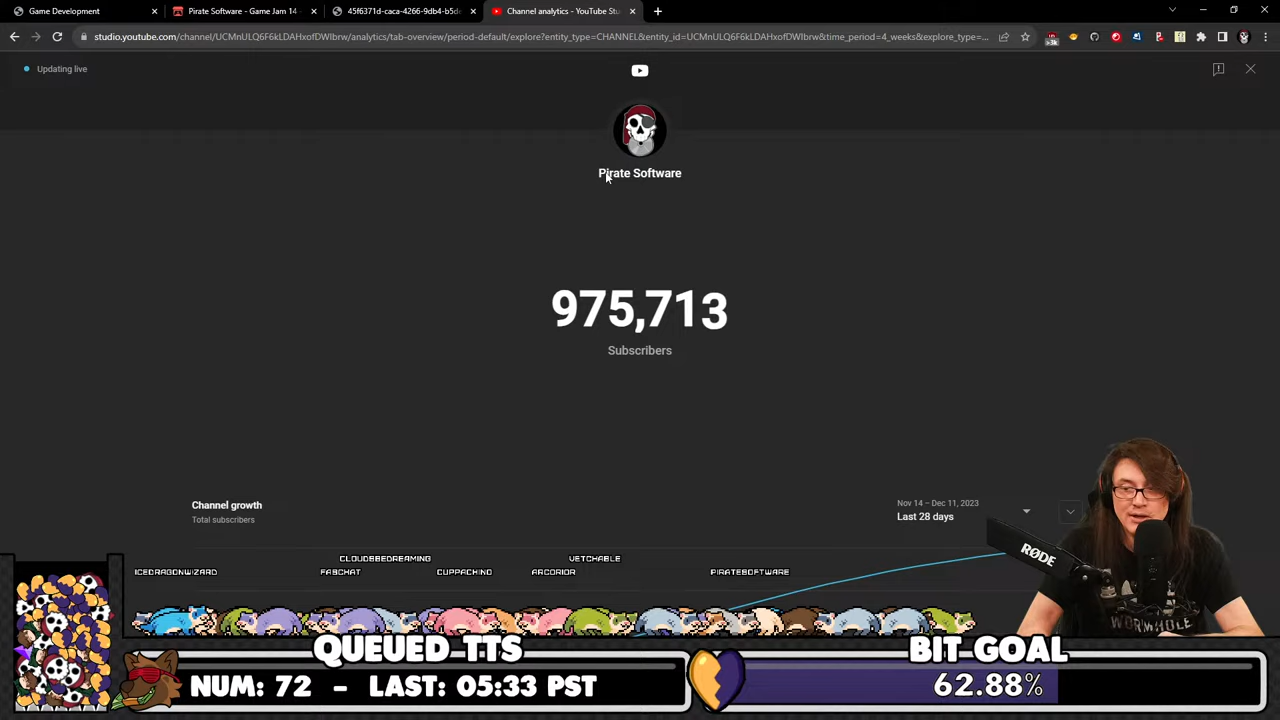 Game Development
Pirate Software - Game Jam 14 -
45f6371d-caca-4266-9db4-b5de
Channel analytics - YouTube Stu
studio.youtube.com/channel/UCMnULQ6F6kLDAHxofDWIbrw/analytics/tab-overview/period-default/explore?entity_type=CHANNEL&entity_id=UCMnULQ6F6kLDAHxofDWIbrw&time_period=4_weeks&explore_type=...
>3k
Updating live
Pirate Software
975,713
Subscribers
Channel growth
Total subscribers
Nov 14 – Dec 11, 2023
Last 28 days
RØDE
WORMHOLE
CLOUDSBEDREAMING
VETCHABLE
ICEDRAGONWIZARD
FABCHAT
CUPPACHINO
ARCORIOR
PIRATESOFTWARE
QUEUED TTS
BIT GOAL
NUM: 72 - LAST: 05:33 PST
62.88%